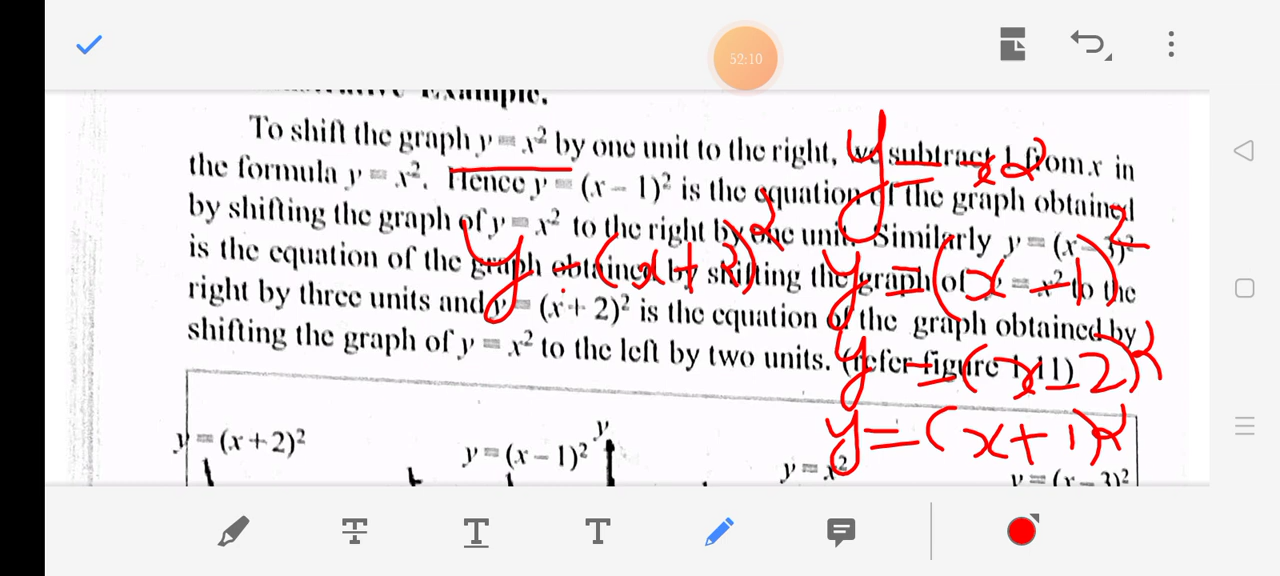 52:10
Example.
To shift the graph y = x² by one unit to the right, we subtract 1 from x in
the formula y = x². Hence y = (x – 1)² is the equation of the graph obtained
by shifting the graph of y = x² to the right by one unit. Similarly y = (x – 3)²
is the equation of the graph obtained by shifting the graph of y = x² to the
right by three units and y = (x + 2)² is the equation of the graph obtained by
shifting the graph of y = x² to the left by two units. (refer figure 1.11)
y = x2
y = (x – 1)2
y = (x + 2)2
y = (x – 2)2
y = (x + 1)2
y = (x+2)²
y = (x – 1)²
y
y = x²
y = (x – 3)²
T
T
T